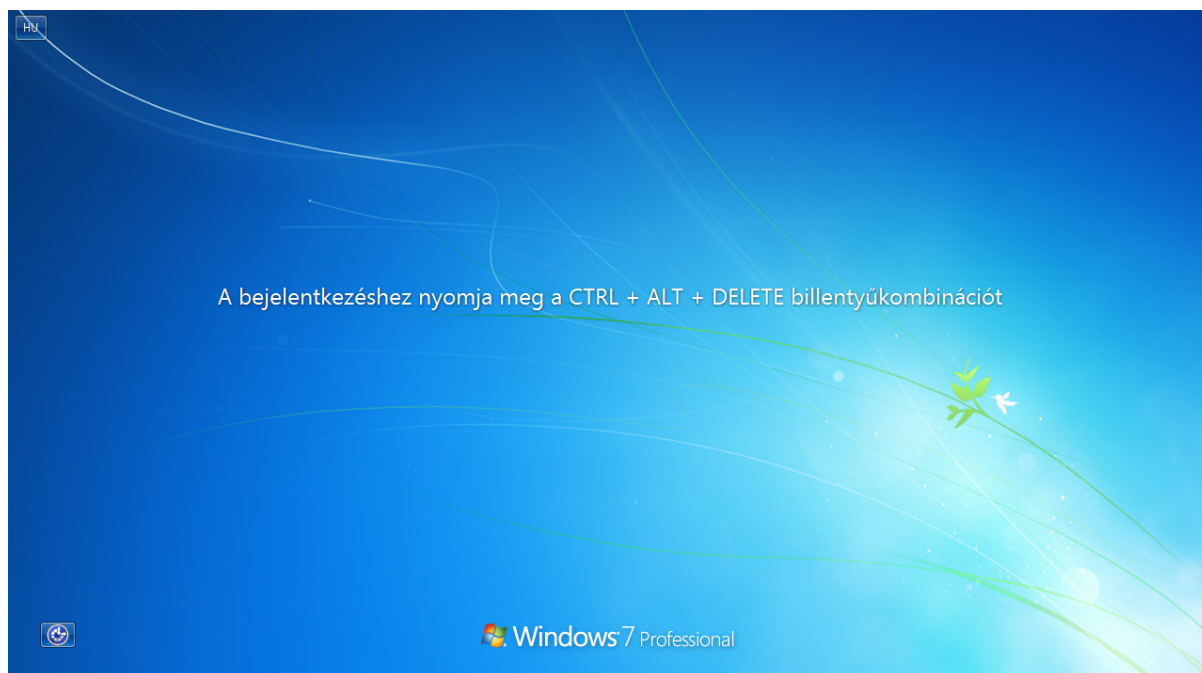 HU
A bejelentkezéshez nyomja meg a CTRL + ALT + DELETE billentyűkombinációt
Windows 7 Professional